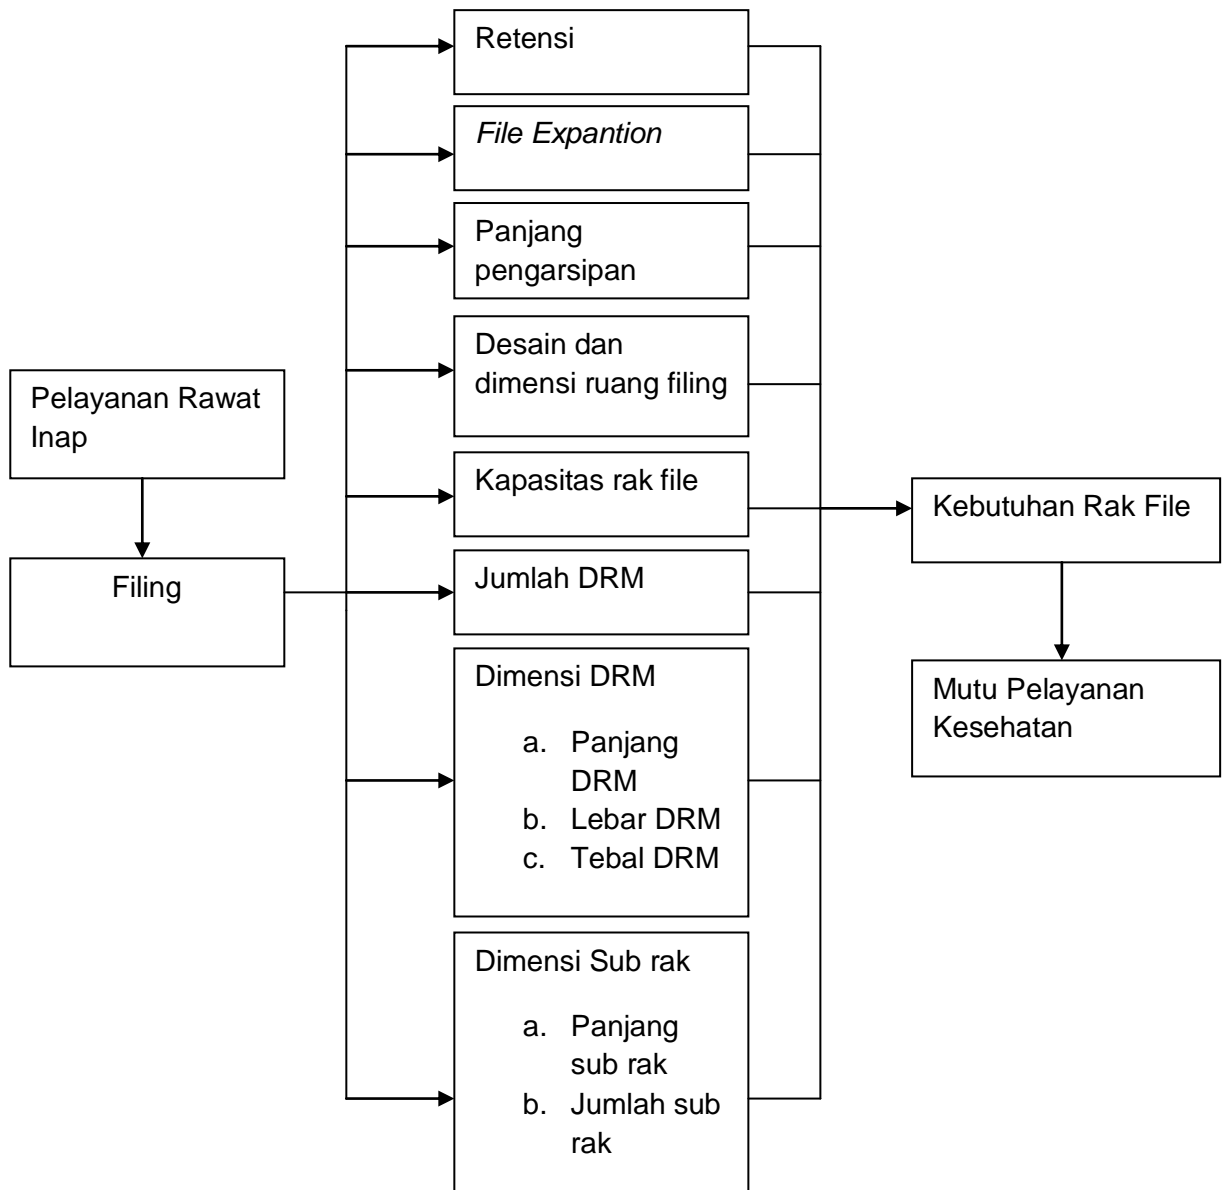 Retensi
File Expantion
Panjang
pengarsipan
Desain dan
dimensi ruang filing
Pelayanan Rawat
Inap
Kapasitas rak file
Kebutuhan Rak File
Filing
Jumlah DRM
Dimensi DRM
a. Panjang
DRM
b. Lebar DRM
c. Tebal DRM
Mutu Pelayanan
Kesehatan
Dimensi Sub rak
a. Panjang
sub rak
b. Jumlah sub
rak